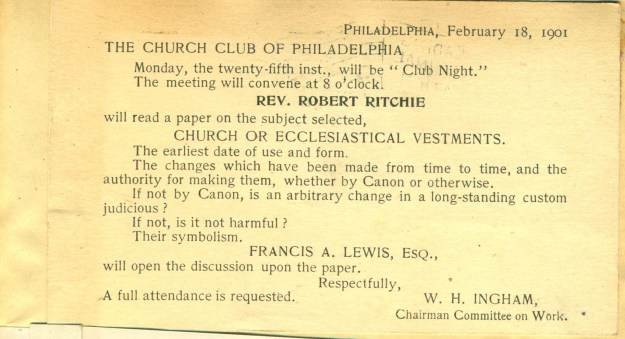 PHILADELPHIA, February 18, 1901
THE CHURCH CLUB OF PHILADELPHIA
Monday, the twenty-fifth inst., will be "Club Night."
The meeting will convene at 8 o'clock.
REV. ROBERT RITCHIE
will read a paper on the subject selected,
CHURCH OR ECCLESIASTICAL VESTMENTS.
The earliest date of use and form.
The changes which have been made from time to time, and the
authority for making them, whether by Canon or otherwise.
If not by Canon, is an arbitrary change in a long-standing custom
judicious?
If not, is it not harmful?
Their symbolism.
FRANCIS A. LEWIS, ESQ.,
will open the discussion upon the paper.
Respectfully,
A full attendance is requested. W. H. INGHAM,
Chairman Committee on Work.